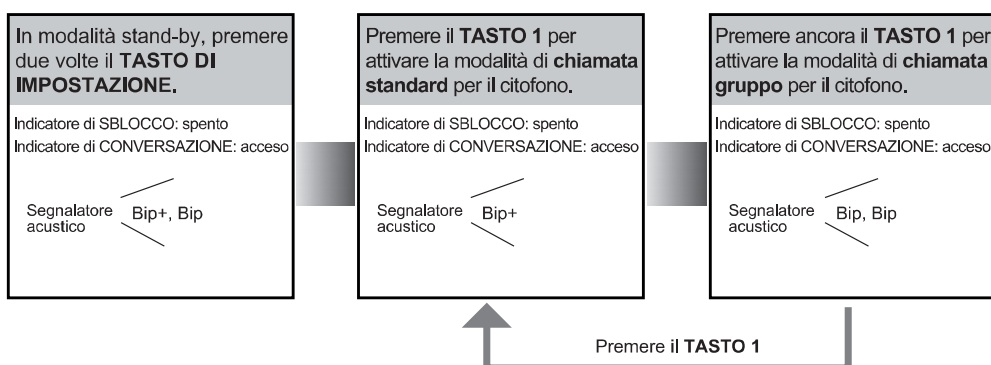 In modalità stand-by, premere
due volte il TASTO DI
IMPOSTAZIONE.
Indicatore di SBLOCCO: spento
Indicatore di CONVERSAZIONE: acceso
Segnalatore
acustico
Bip+, Bip
Premere il TASTO 1 per
attivare la modalità di chiamata
standard per il citofono.
Indicatore di SBLOCCO: spento
Indicatore di CONVERSAZIONE: acceso
Segnalatore
acustico
Bip+
Premere ancora il TASTO 1 per
attivare la modalità di chiamata
gruppo per il citofono.
Indicatore di SBLOCCO: spento
Indicatore di CONVERSAZIONE: acceso
Segnalatore
acustico
Bip, Bip
Premere il TASTO 1